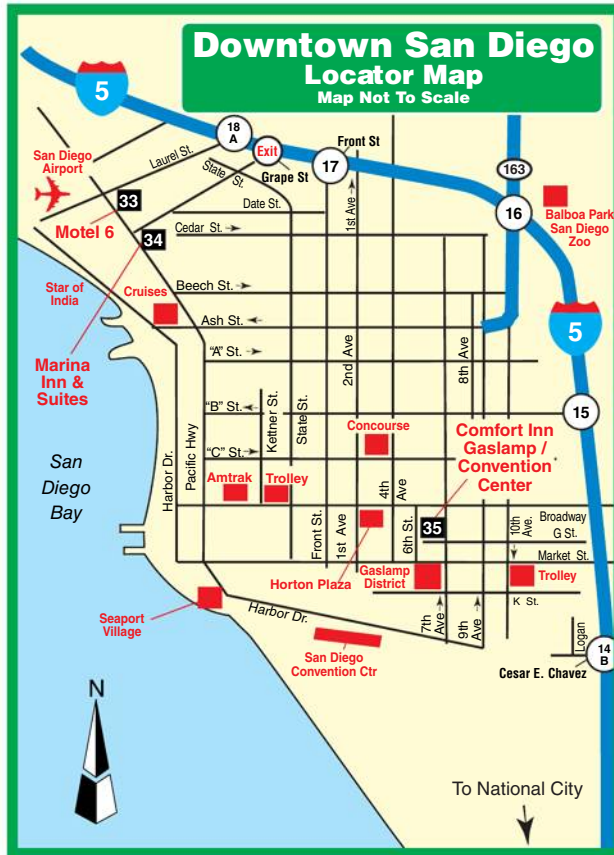 Downtown San Diego
Locator Map
Map Not To Scale
5
18
A
Exit
Front St
San Diego
Airport
Laurel St.
State St.
Grape St
17
163
33
Date St.
1st Ave
16
Balboa Park
San Diego
Zoo
Motel 6
34
Cedar St.
Star of
India
Cruises
Beech St.
Ash St.
5
Marina
Inn &
Suites
"A" St.
2nd Ave
8th Ave
"B" St.
Kettner St.
State St.
15
Concourse
Comfort Inn
Gaslamp /
Convention
Center
San
Diego
Bay
Harbor Dr.
Pacific Hwy
"C" St.
Amtrak
Trolley
4th
Ave
Front St.
1st Ave
6th St.
35
10th
Ave.
Broadway
G St.
Market St.
Horton Plaza
Gaslamp
District
Trolley
Seaport
Village
Harbor Dr.
7th
Ave
9th
Ave
K St.
San Diego
Convention Ctr
Logan
14
B
Cesar E. Chavez
N
To National City